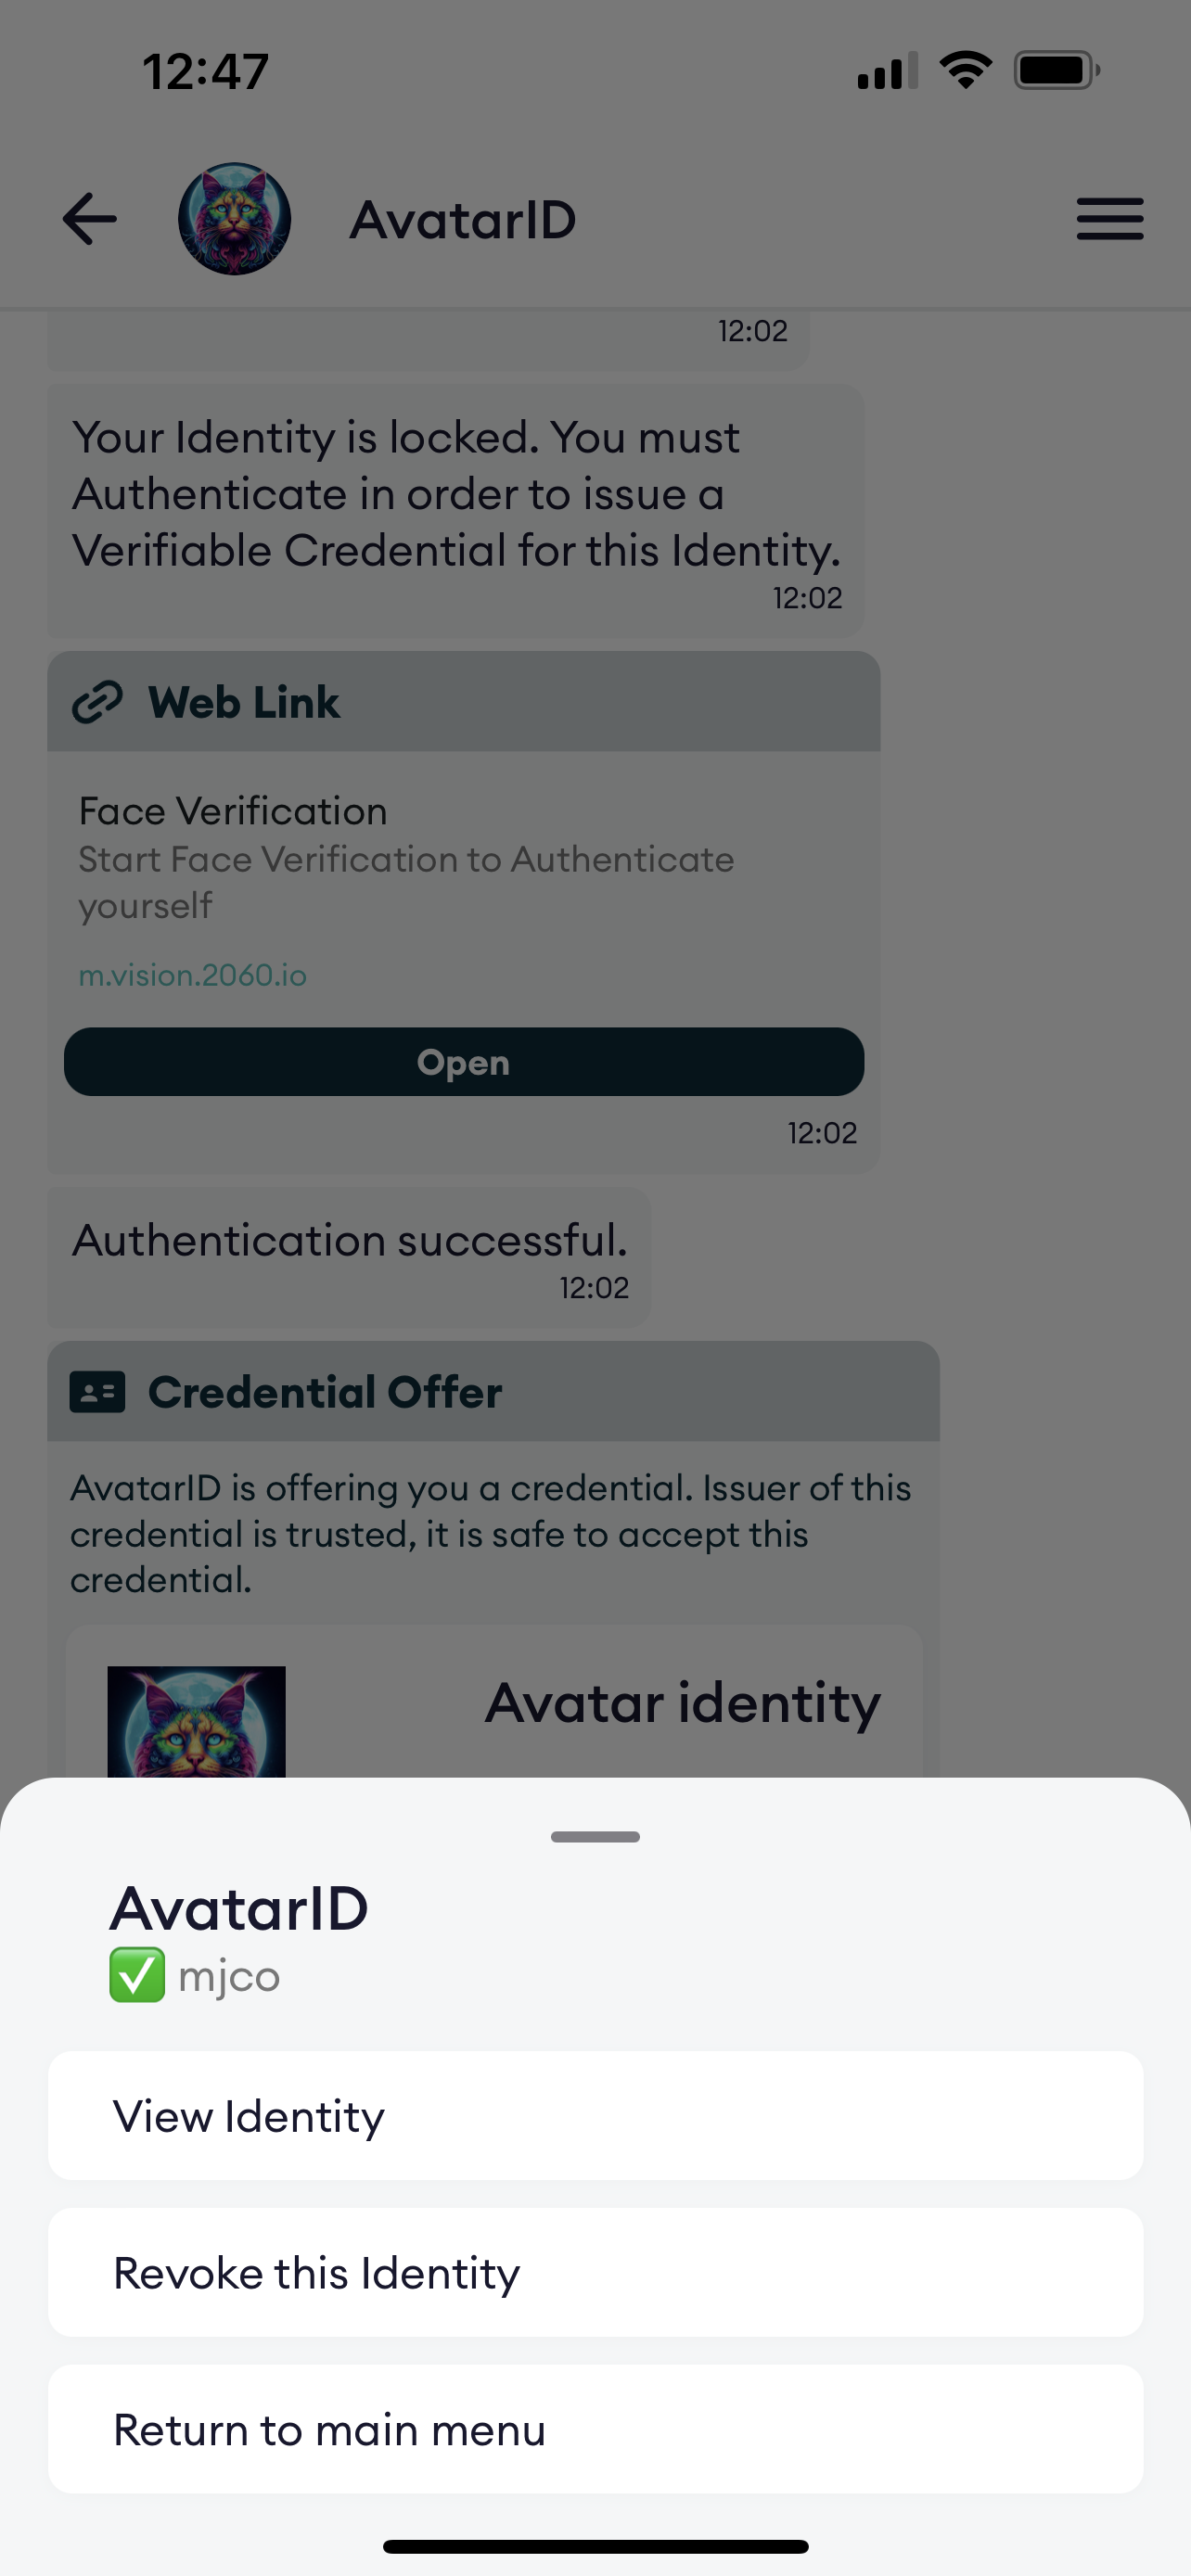 12:47
AvatarID
12:02
Your Identity is locked. You must
Authenticate in order to issue a
Verifiable Credential for this Identity.
12:02
Web Link
Face Verification
Start Face Verification to Authenticate
yourself
m.vision.2060.io
Open
12:02
Authentication successful.
12:02
Credential Offer
AvatarID is offering you a credential. Issuer of this
credential is trusted, it is safe to accept this
credential.
Avatar identity
AvatarID
✅ mjco
View Identity
Revoke this Identity
Return to main menu